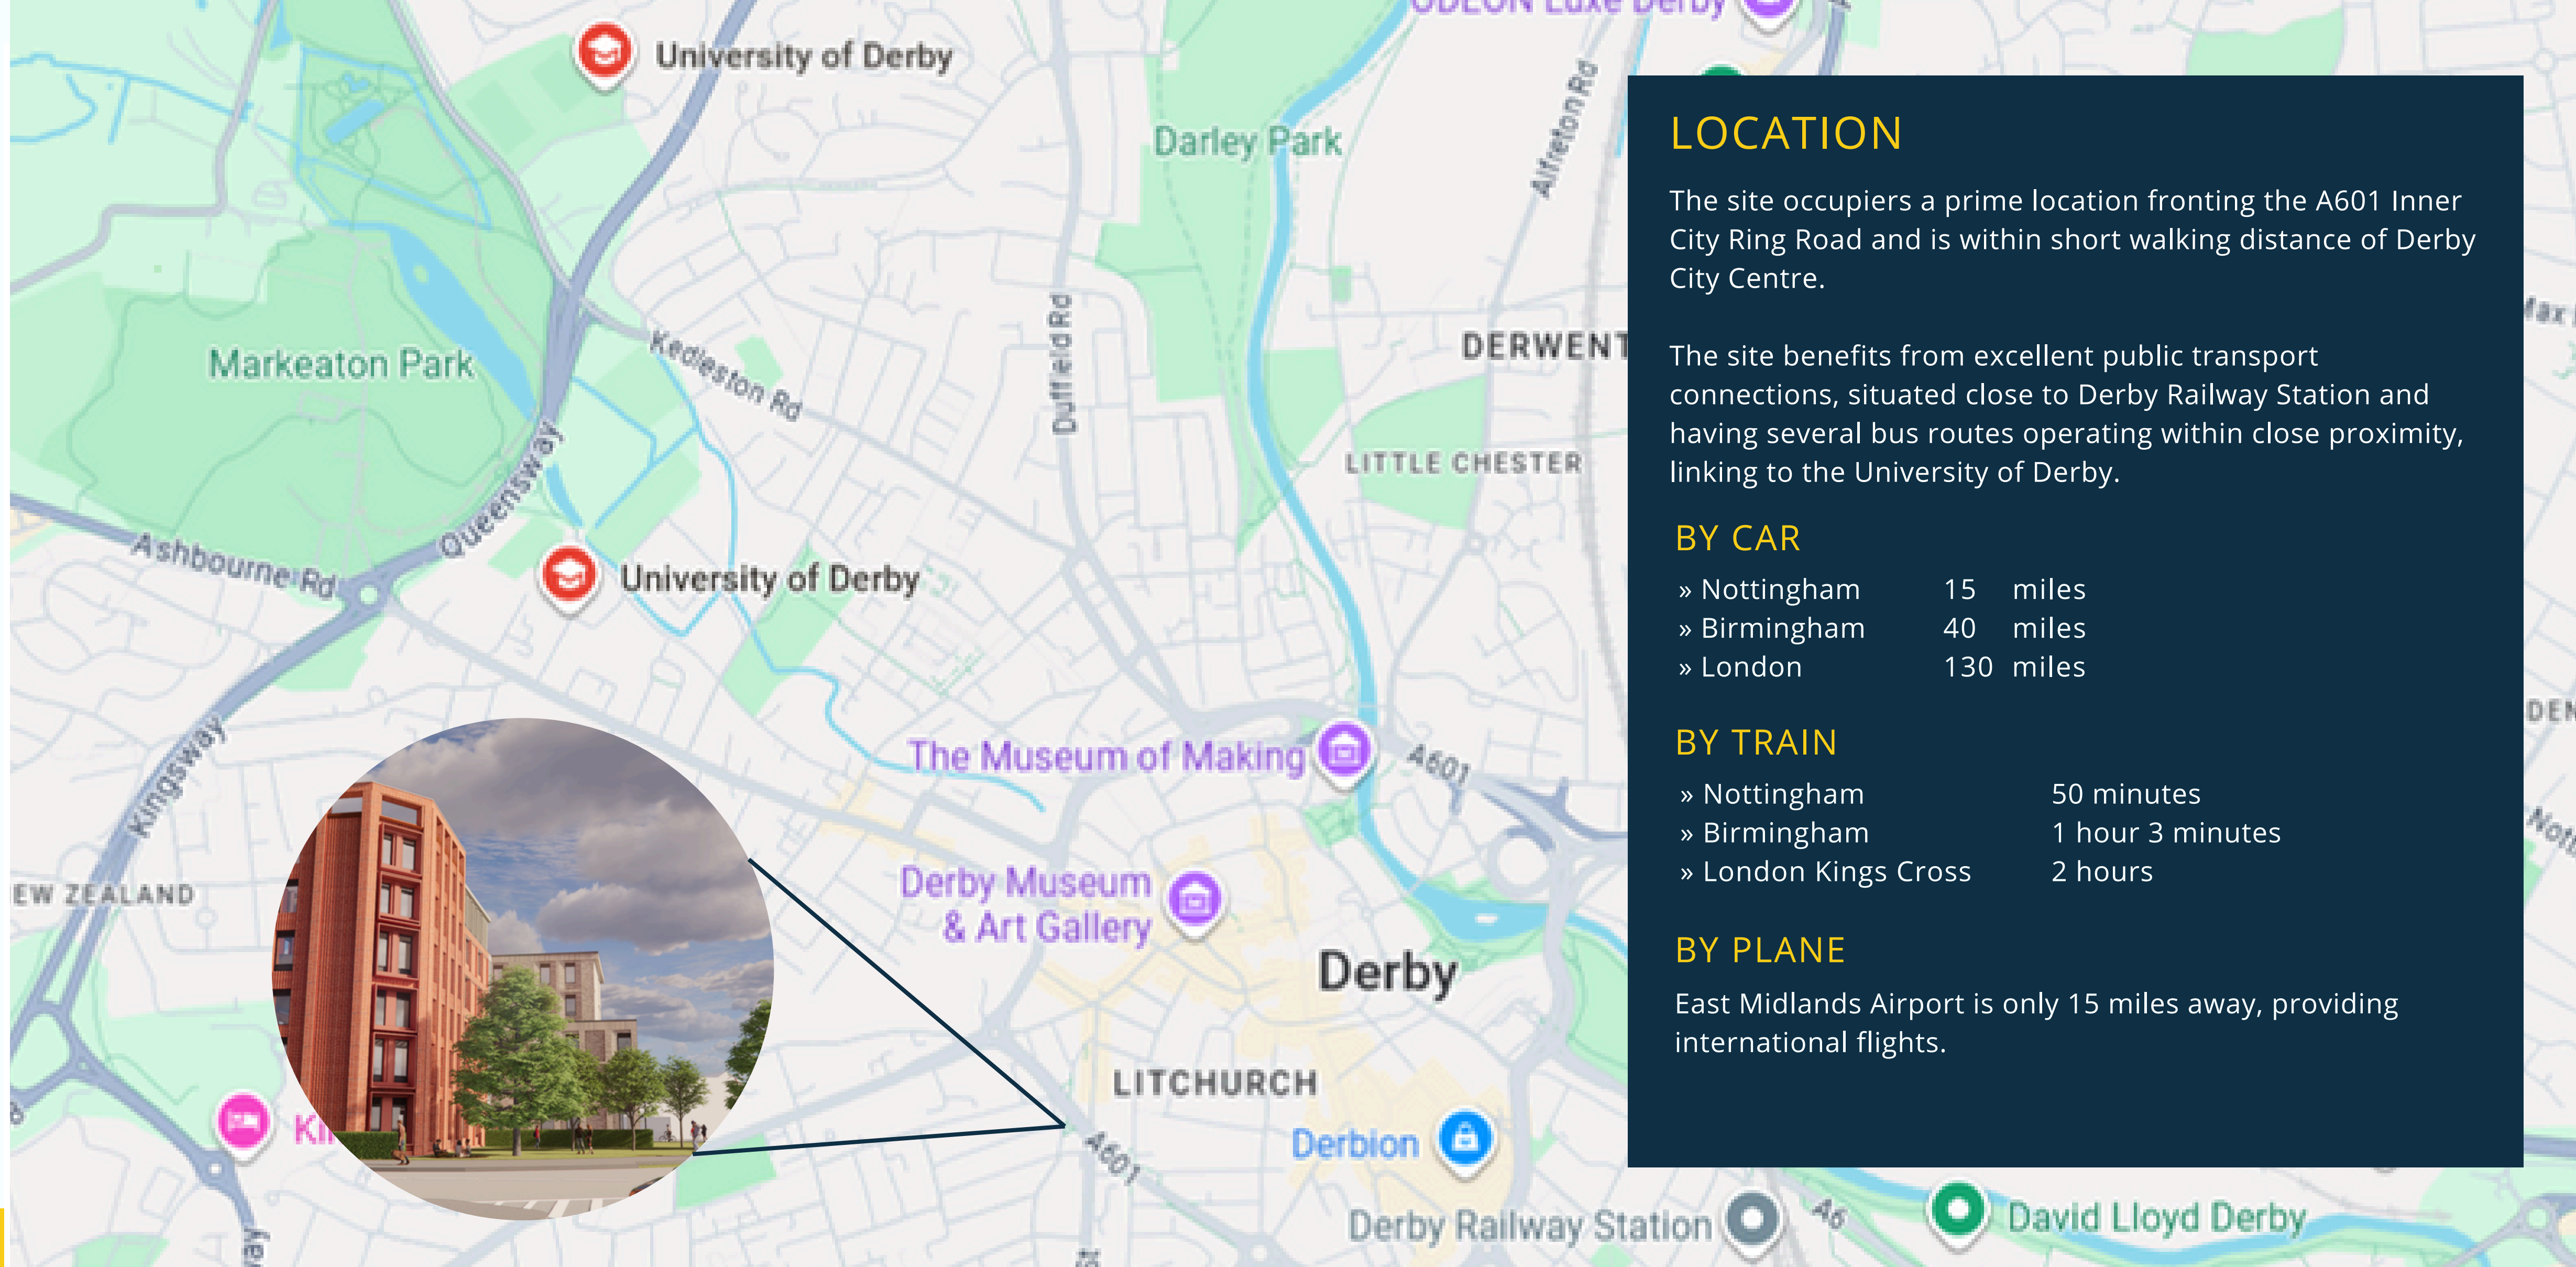 ODEON Luxe Derby
University of Derby
Alfreton Rd
Darley Park
Duffield Rd
DERWENT
Kedleston Rd
Markeaton Park
LITTLE CHESTER
Queensway
Ashbourne Rd
University of Derby
Kingsway
The Museum of Making
A601
EW ZEALAND
Derby Museum
& Art Gallery
Derby
LITCHURCH
A601
Derbion
Derby Railway Station
A6
David Lloyd Derby
LOCATION
The site occupiers a prime location fronting the A601 Inner
City Ring Road and is within short walking distance of Derby
City Centre.
The site benefits from excellent public transport
connections, situated close to Derby Railway Station and
having several bus routes operating within close proximity,
linking to the University of Derby.
BY CAR
» Nottingham 15 miles
» Birmingham 40 miles
» London 130 miles
BY TRAIN
» Nottingham 50 minutes
» Birmingham 1 hour 3 minutes
» London Kings Cross 2 hours
BY PLANE
East Midlands Airport is only 15 miles away, providing
international flights.